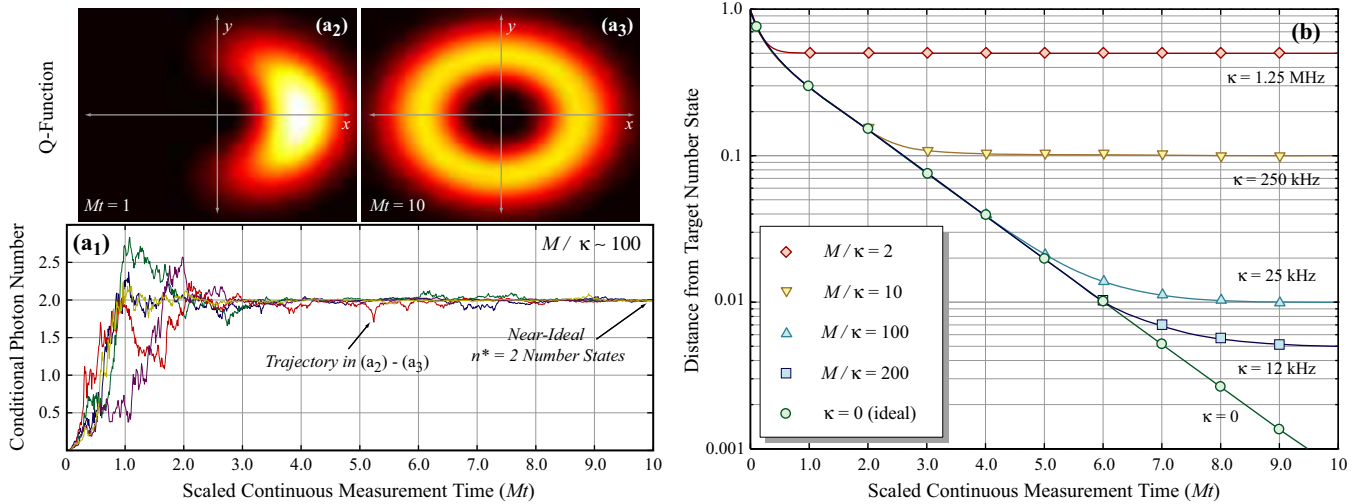 Q-Function
y
(a2)
x
Mt = 1
y
(a3)
x
Mt = 10
Conditional Photon Number
(a1)
M / κ ~ 100
2.5
2.0
1.5
1.0
0.5
Trajectory in (a2) - (a3)
Near-Ideal
n* = 2 Number States
0 1.0 2.0 3.0 4.0 5.0 6.0 7.0 8.0 9.0 10
Scaled Continuous Measurement Time (Mt)
Distance from Target Number State
1.0
0.1
0.01
0.001
(b)
κ = 1.25 MHz
κ = 250 kHz
κ = 25 kHz
κ = 12 kHz
κ = 0
M / κ = 2
M / κ = 10
M / κ = 100
M / κ = 200
κ = 0 (ideal)
0 1.0 2.0 3.0 4.0 5.0 6.0 7.0 8.0 9.0 10
Scaled Continuous Measurement Time (Mt)